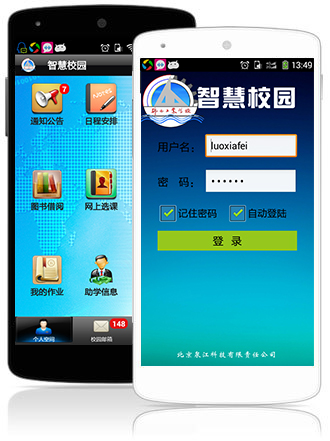 智慧校园
7
通知公告
日程安排
图书借阅
网上选课
我的作业
助学信息
个人空间
校园邮箱
148
13:49
智慧校园
用户名：
luoxiafei
密 码：
••••••
记住密码
自动登陆
登 录
北京泉江科技有限责任公司